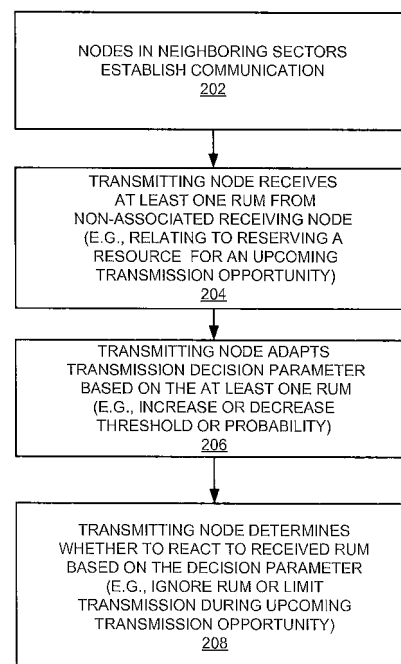 NODES IN NEIGHBORING SECTORS
ESTABLISH COMMUNICATION
202
TRANSMITTING NODE RECEIVES
AT LEAST ONE RUM FROM
NON-ASSOCIATED RECEIVING NODE
(E.G., RELATING TO RESERVING A
RESOURCE FOR AN UPCOMING
TRANSMISSION OPPORTUNITY)
204
TRANSMITTING NODE ADAPTS
TRANSMISSION DECISION PARAMETER
BASED ON THE AT LEAST ONE RUM
(E.G., INCREASE OR DECREASE
THRESHOLD OR PROBABILITY)
206
TRANSMITTING NODE DETERMINES
WHETHER TO REACT TO RECEIVED RUM
BASED ON THE DECISION PARAMETER
(E.G., IGNORE RUM OR LIMIT
TRANSMISSION DURING UPCOMING
TRANSMISSION OPPORTUNITY)
208